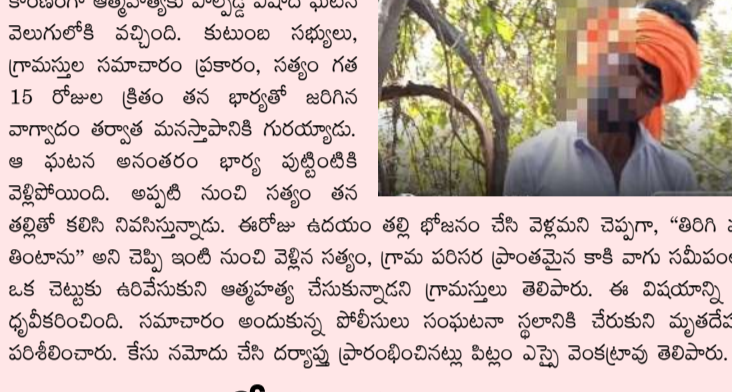 కారణంగా ఆత్మహత్యకు పాల్పడ్డ విషాద ఘటన
వెలుగులోకి వచ్చింది. కుటుంబ సభ్యులు,
గ్రామస్తుల సమాచారం ప్రకారం, సత్యం గత
15 రోజుల క్రితం తన భార్యతో జరిగిన
వాగ్వాదం తర్వాత మనస్తాపానికి గురయ్యాడు.
ఆ ఘటన అనంతరం భార్య పుట్టింటికి
వెళ్లిపోయింది. అప్పటి నుంచి సత్యం తన
తల్లితో కలిసి నివసిస్తున్నాడు. ఈరోజు ఉదయం తల్లి భోజనం చేసి వెళ్లమని చెప్పగా, “తిరిగి
తింటాను” అని చెప్పి ఇంటి నుంచి వెళ్లిన సత్యం, గ్రామ పరిసర ప్రాంతమైన కాకి వాగు
ఒక చెట్టుకు ఉరివేసుకుని ఆత్మహత్య చేసుకున్నాడని గ్రామస్తులు తెలిపారు. ఈ విషయాన్ని
ధృవీకరించింది. సమాచారం అందుకున్న పోలీసులు సంఘటనా స్థలానికి చేరుకుని
పరిశీలించారు. కేసు నమోదు చేసి దర్యాప్తు ప్రారంభించినట్లు పిట్లం ఎస్సై వెంకట్రావు తెలిపారు.